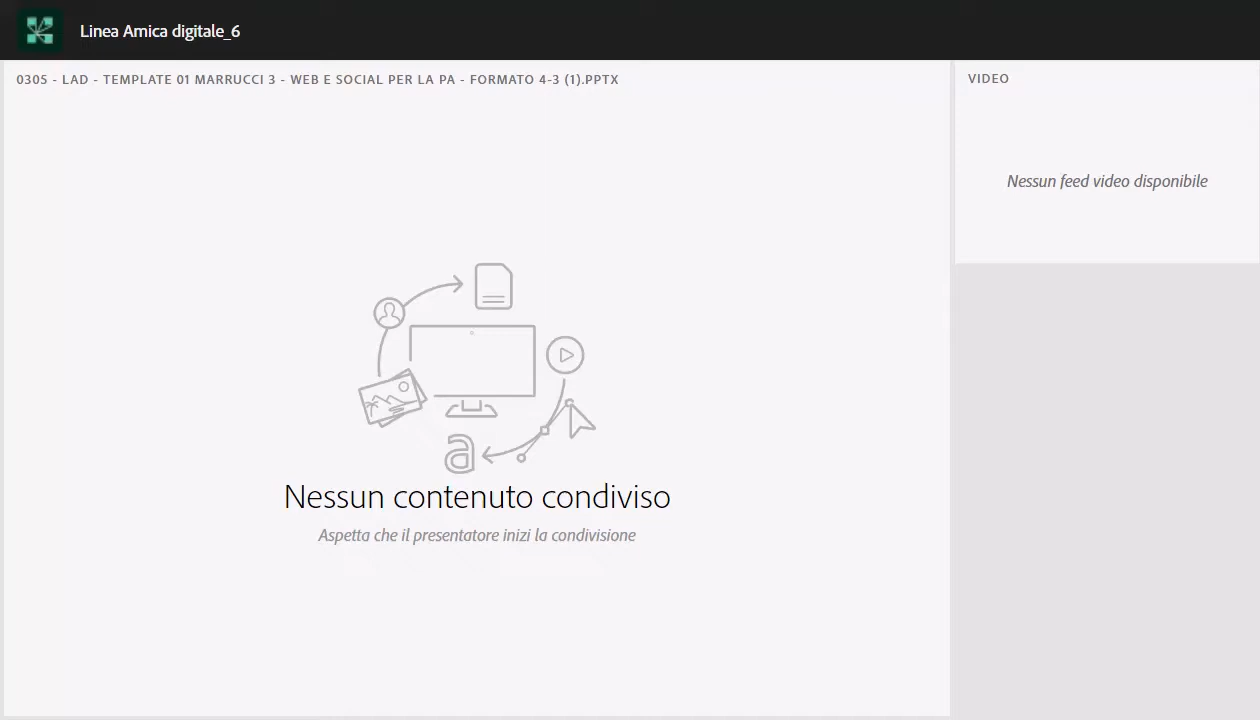 Linea Amica digitale_6
0305 - LAD - TEMPLATE 01 MARRUCCI 3 - WEB E SOCIAL PER LA PA - FORMATO 4-3 (1).PPTX
VIDEO
Nessun feed video disponibile
a
Nessun contenuto condiviso
Aspetta che il presentatore inizi la condivisione